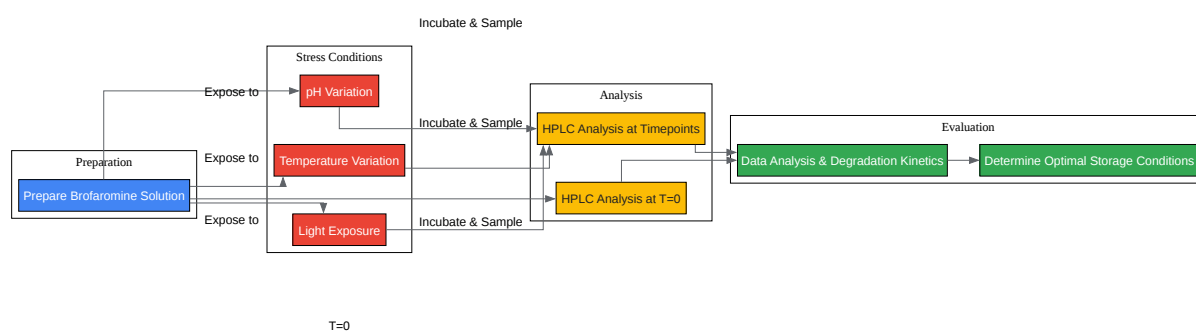 Incubate & Sample
Stress Conditions
Expose to
pH Variation
Analysis
Incubate & Sample
HPLC Analysis at Timepoints
Evaluation
Preparation
Expose to
Temperature Variation
Data Analysis & Degradation Kinetics
Determine Optimal Storage Conditions
Prepare Brofaromine Solution
HPLC Analysis at T=0
Expose to
Light Exposure
Incubate & Sample
T=0